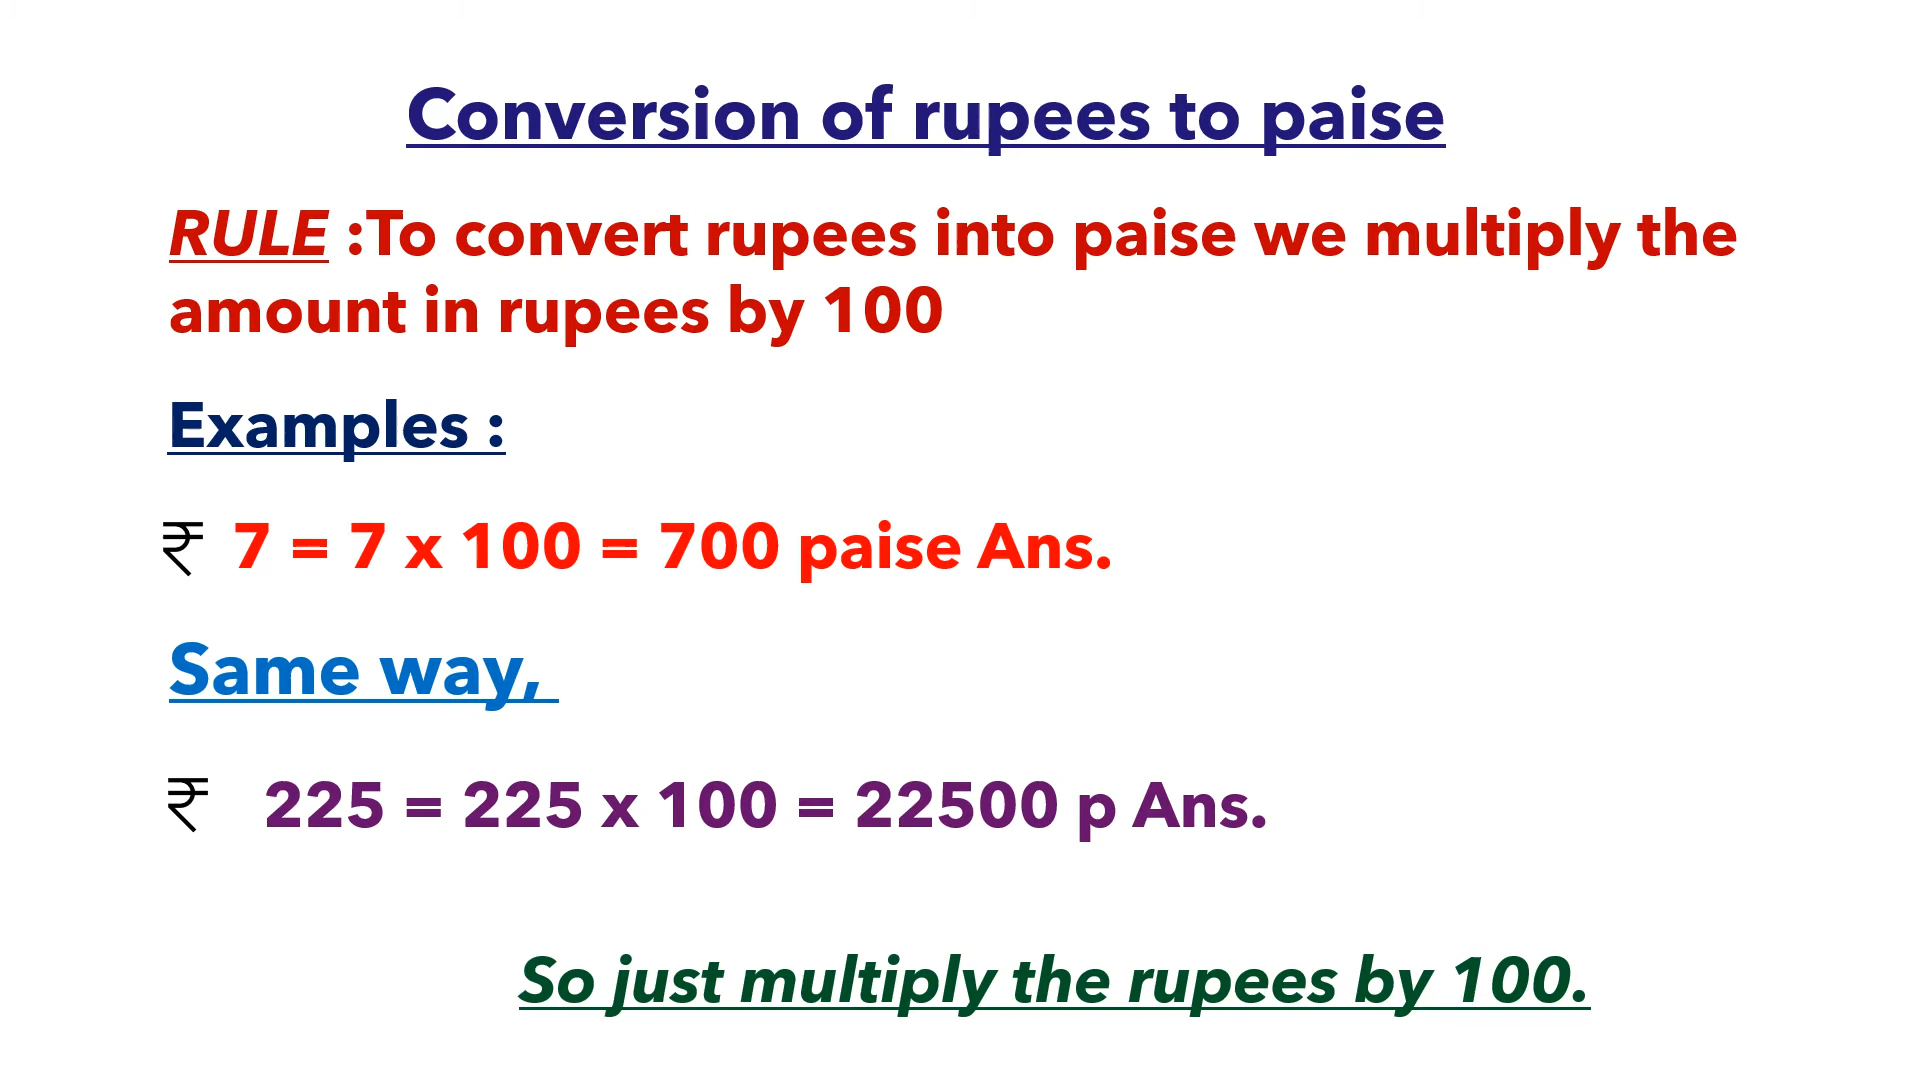 Conversion of rupees to paise
RULE :To convert rupees into paise we multiply the
amount in rupees by 100
Examples :
₹ 7 = 7 x 100 = 700 paise Ans.
Same way,
₹ 225 = 225 x 100 = 22500 p Ans.
So just multiply the rupees by 100.